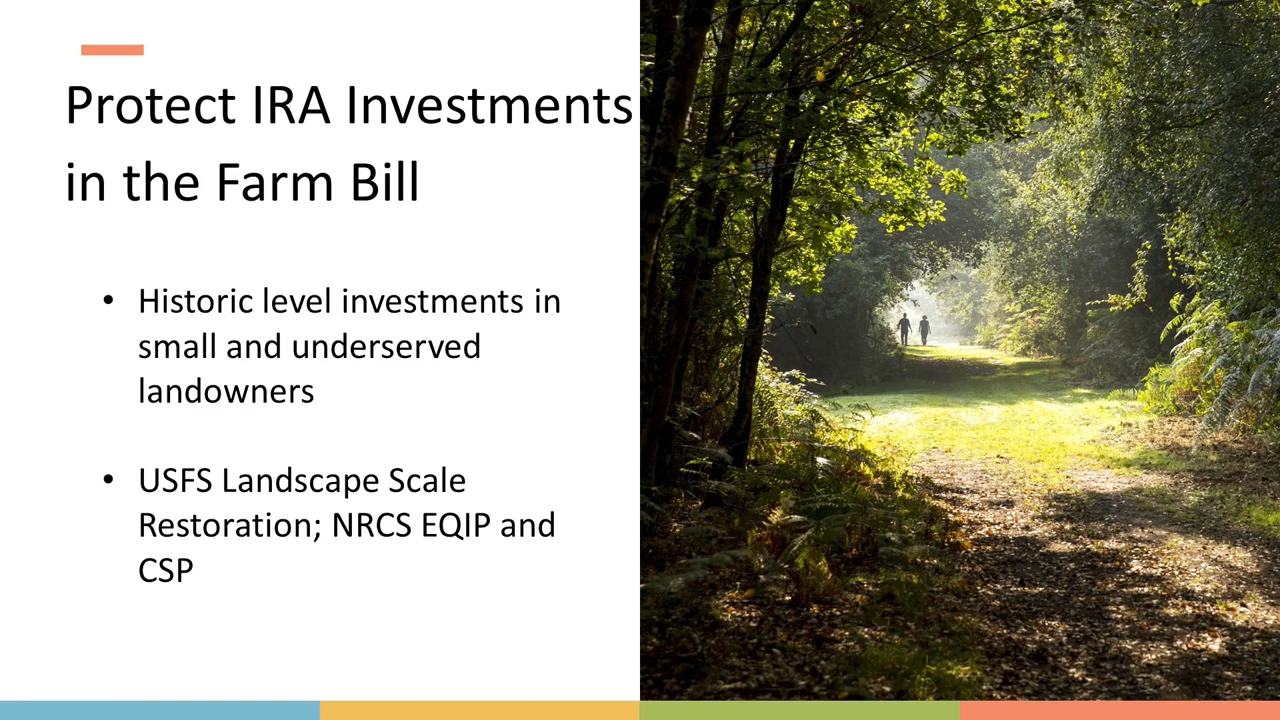 Protect IRA Investments
in the Farm Bill
• Historic level investments in
small and underserved
landowners
• USFS Landscape Scale
Restoration; NRCS EQIP and
CSP